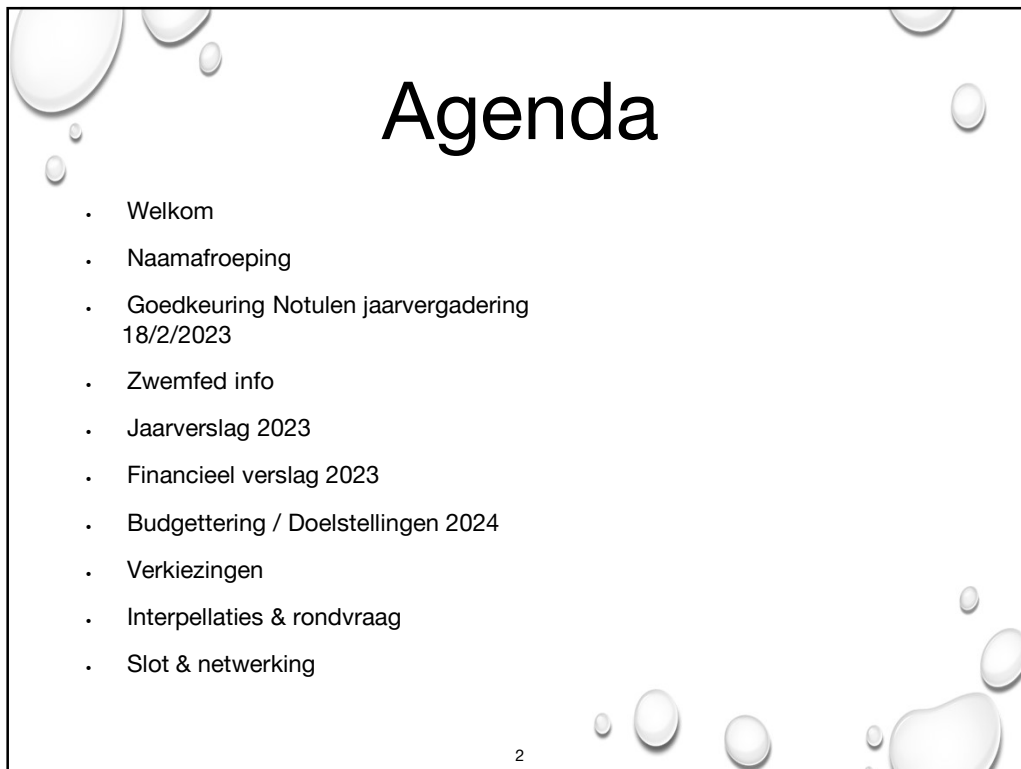 Agenda
• Welkom
• Naamafroeping
• Goedkeuring Notulen jaarvergadering
18/2/2023
• Zwemfed info
• Jaarverslag 2023
• Financieel verslag 2023
• Budgettering / Doelstellingen 2024
• Verkiezingen
• Interpellaties & rondvraag
• Slot & netwerking
2